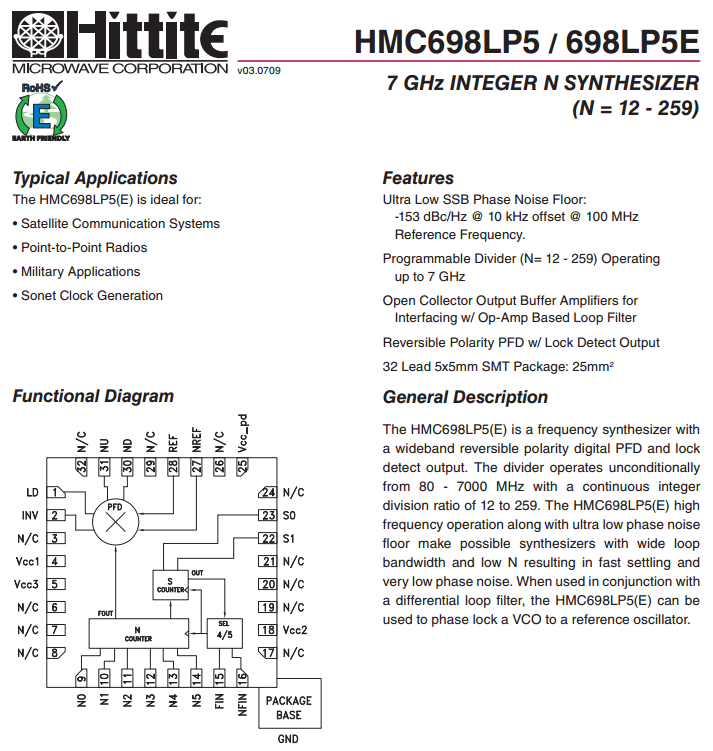 Hittite
MICROWAVE CORPORATION
v03.0709
HMC698LP5 / 698LP5E
7 GHz INTEGER N SYNTHESIZER
(N = 12 - 259)
RoHS✓
E
EARTH FRIENDLY
Typical Applications
The HMC698LP5(E) is ideal for:
• Satellite Communication Systems
• Point-to-Point Radios
• Military Applications
• Sonet Clock Generation
Features
Ultra Low SSB Phase Noise Floor:
-153 dBc/Hz @ 10 kHz offset @ 100 MHz
Reference Frequency.
Programmable Divider (N= 12 - 259) Operating
up to 7 GHz
Open Collector Output Buffer Amplifiers for
Interfacing w/ Op-Amp Based Loop Filter
Reversible Polarity PFD w/ Lock Detect Output
32 Lead 5x5mm SMT Package: 25mm²
Functional Diagram
N/C NU ND N/C REF NREF N/C Vcc_pd
32 31 30 29 28 27 26 25
LD 1
INV 2
N/C 3
Vcc1 4
Vcc3 5
N/C 6
N/C 7
N/C 8
PFD
S
COUNTER
OUT
FOUT
N
COUNTER
SEL
4/5
24 N/C
23 S0
22 S1
21 N/C
20 N/C
19 N/C
18 Vcc2
17 N/C
9 10 11 12 13 14 15 16
N0 N1 N2 N3 N4 N5 FIN NFIN
PACKAGE
BASE
GND
General Description
The HMC698LP5(E) is a frequency synthesizer with
a wideband reversible polarity digital PFD and lock
detect output. The divider operates unconditionally
from 80 - 7000 MHz with a continuous integer
division ratio of 12 to 259. The HMC698LP5(E) high
frequency operation along with ultra low phase noise
floor make possible synthesizers with wide loop
bandwidth and low N resulting in fast settling and
very low phase noise. When used in conjunction with
a differential loop filter, the HMC698LP5(E) can be
used to phase lock a VCO to a reference oscillator.